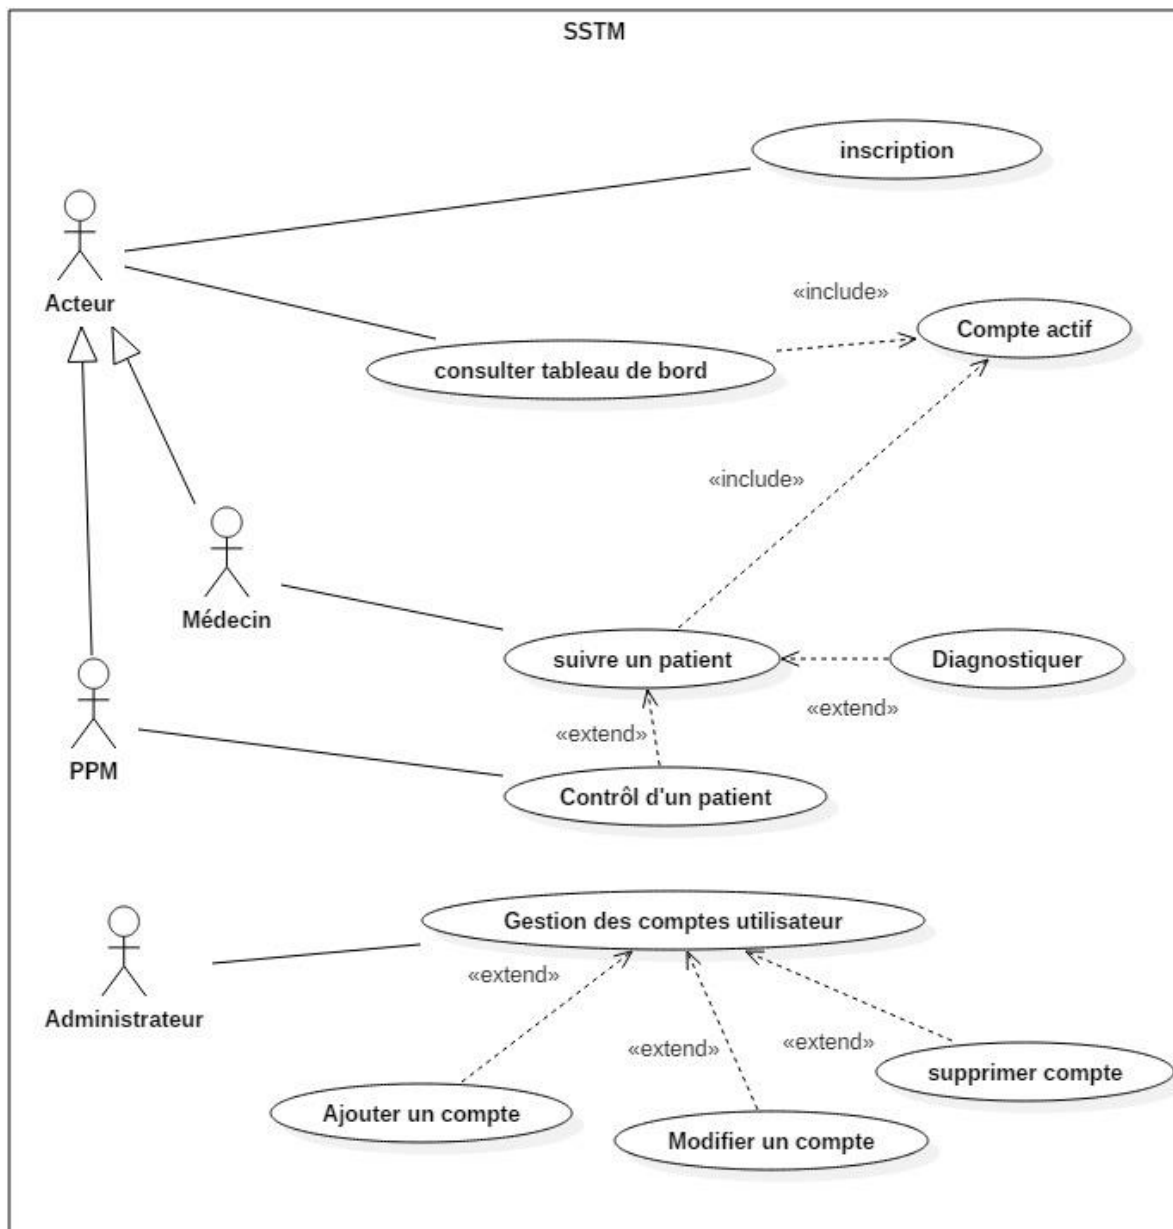 SSTM
inscription
Acteur
«include»
Compte actif
consulter tableau de bord
«include»
Médecin
suivre un patient
Diagnostiquer
«extend»
«extend»
PPM
Contrôl d'un patient
Gestion des comptes utilisateur
«extend»
Administrateur
«extend»
«extend»
supprimer compte
Ajouter un compte
Modifier un compte